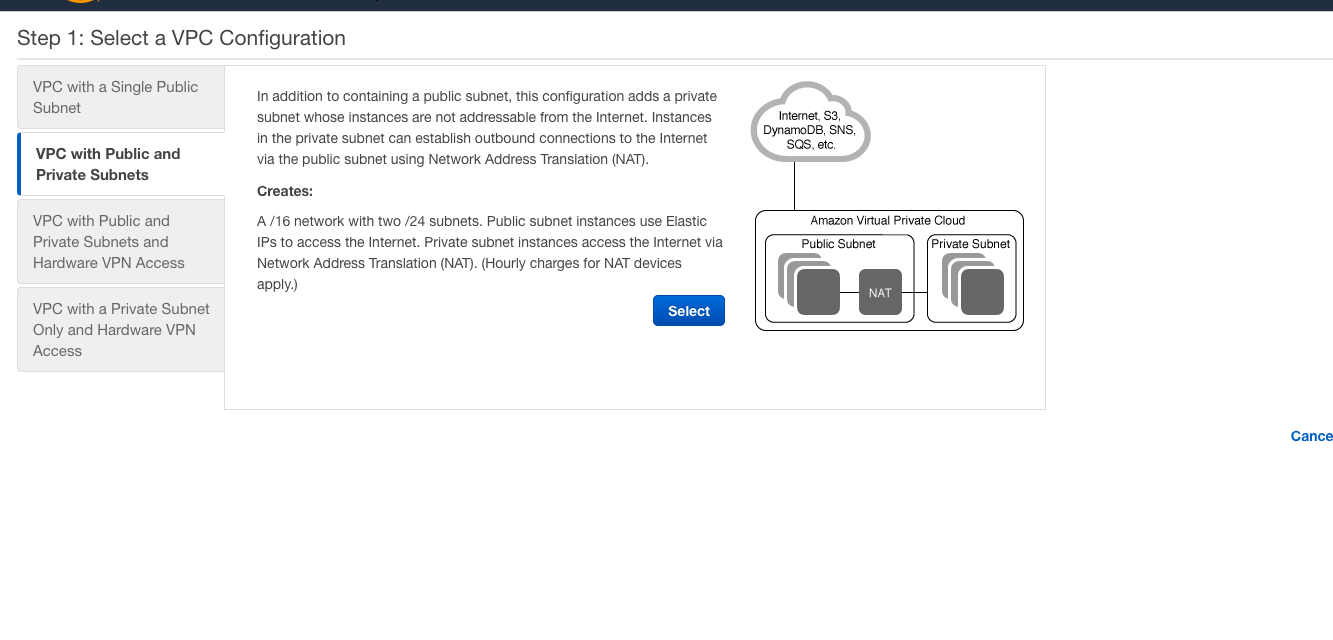 Step 1: Select a VPC Configuration
VPC with a Single Public
Subnet
VPC with Public and
Private Subnets
VPC with Public and
Private Subnets and
Hardware VPN Access
VPC with a Private Subnet
Only and Hardware VPN
Access
In addition to containing a public subnet, this configuration adds a private
subnet whose instances are not addressable from the Internet. Instances
in the private subnet can establish outbound connections to the Internet
via the public subnet using Network Address Translation (NAT).
Creates:
A /16 network with two /24 subnets. Public subnet instances use Elastic
IPs to access the Internet. Private subnet instances access the Internet via
Network Address Translation (NAT). (Hourly charges for NAT devices
apply.)
Select
Internet, S3,
DynamoDB, SNS,
SQS, etc.
Amazon Virtual Private Cloud
Public Subnet
Private Subnet
NAT
Cance